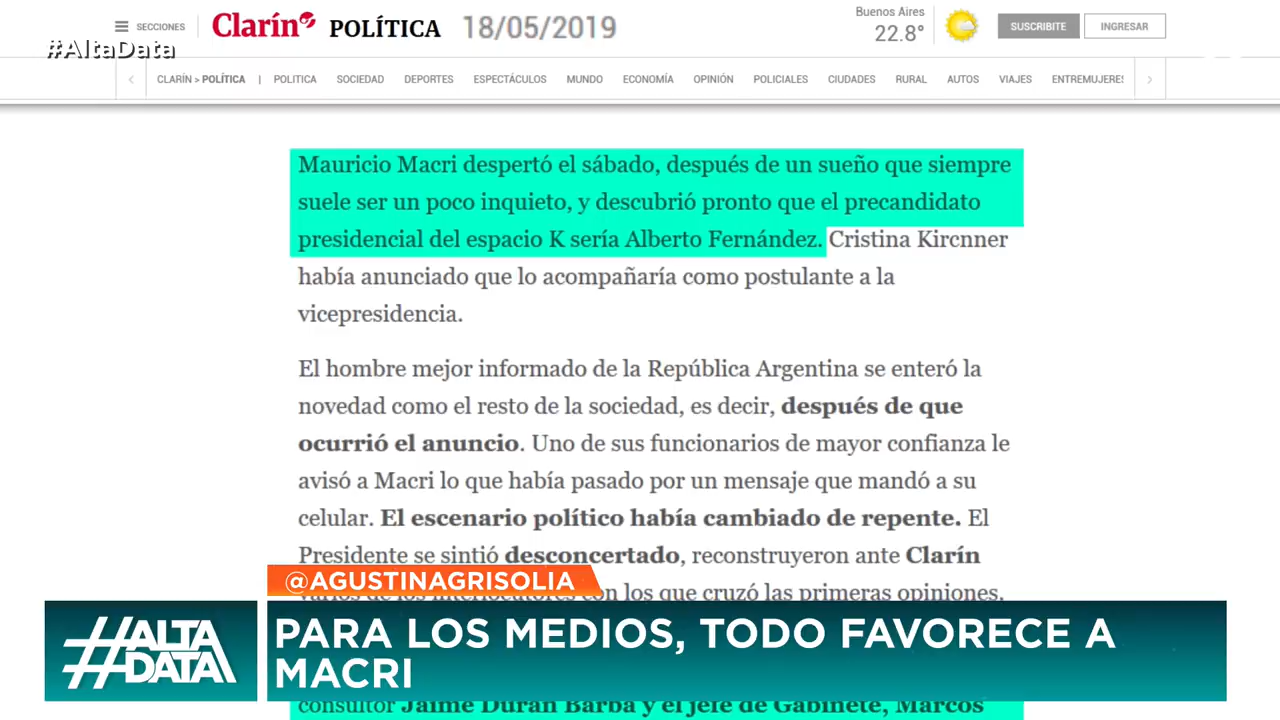 SECCIONES
Clarín
POLÍTICA
18/05/2019
Buenos Aires
22.8°
SUSCRIBITE
INGRESAR
#AltaData
CLARÍN > POLÍTICA | POLITICA SOCIEDAD DEPORTES ESPECTÁCULOS MUNDO ECONOMÍA OPINIÓN POLICIALES CIUDADES RURAL AUTOS VIAJES ENTREMUJERES
Mauricio Macri despertó el sábado, después de un sueño que siempre
suele ser un poco inquieto, y descubrió pronto que el precandidato
presidencial del espacio K sería Alberto Fernández. Cristina Kircnner
había anunciado que lo acompañaría como postulante a la
vicepresidencia.
El hombre mejor informado de la República Argentina se enteró la
novedad como el resto de la sociedad, es decir, después de que
ocurrió el anuncio. Uno de sus funcionarios de mayor confianza le
avisó a Macri lo que había pasado por un mensaje que mandó a su
celular. El escenario político había cambiado de repente. El
Presidente se sintió desconcertado, reconstruyeron ante Clarín
varios de los interlocutores con los que cruzó las primeras opiniones.
@AGUSTINAGRISOLIA
#ALTA
DATA
PARA LOS MEDIOS, TODO FAVORECE A
MACRI
consultor Jaime Durán Barba y el jefe de Gabinete, Marcos